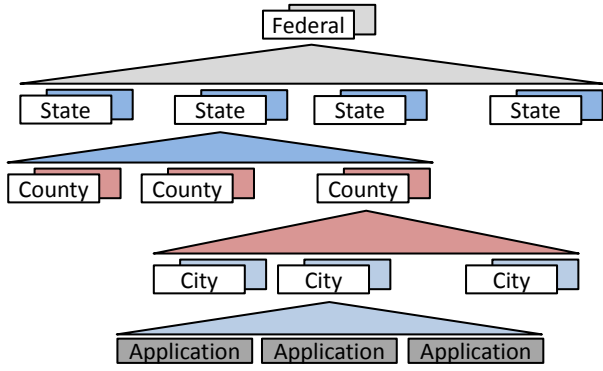 Federal
State State State State
County County County
City City City
Application Application Application